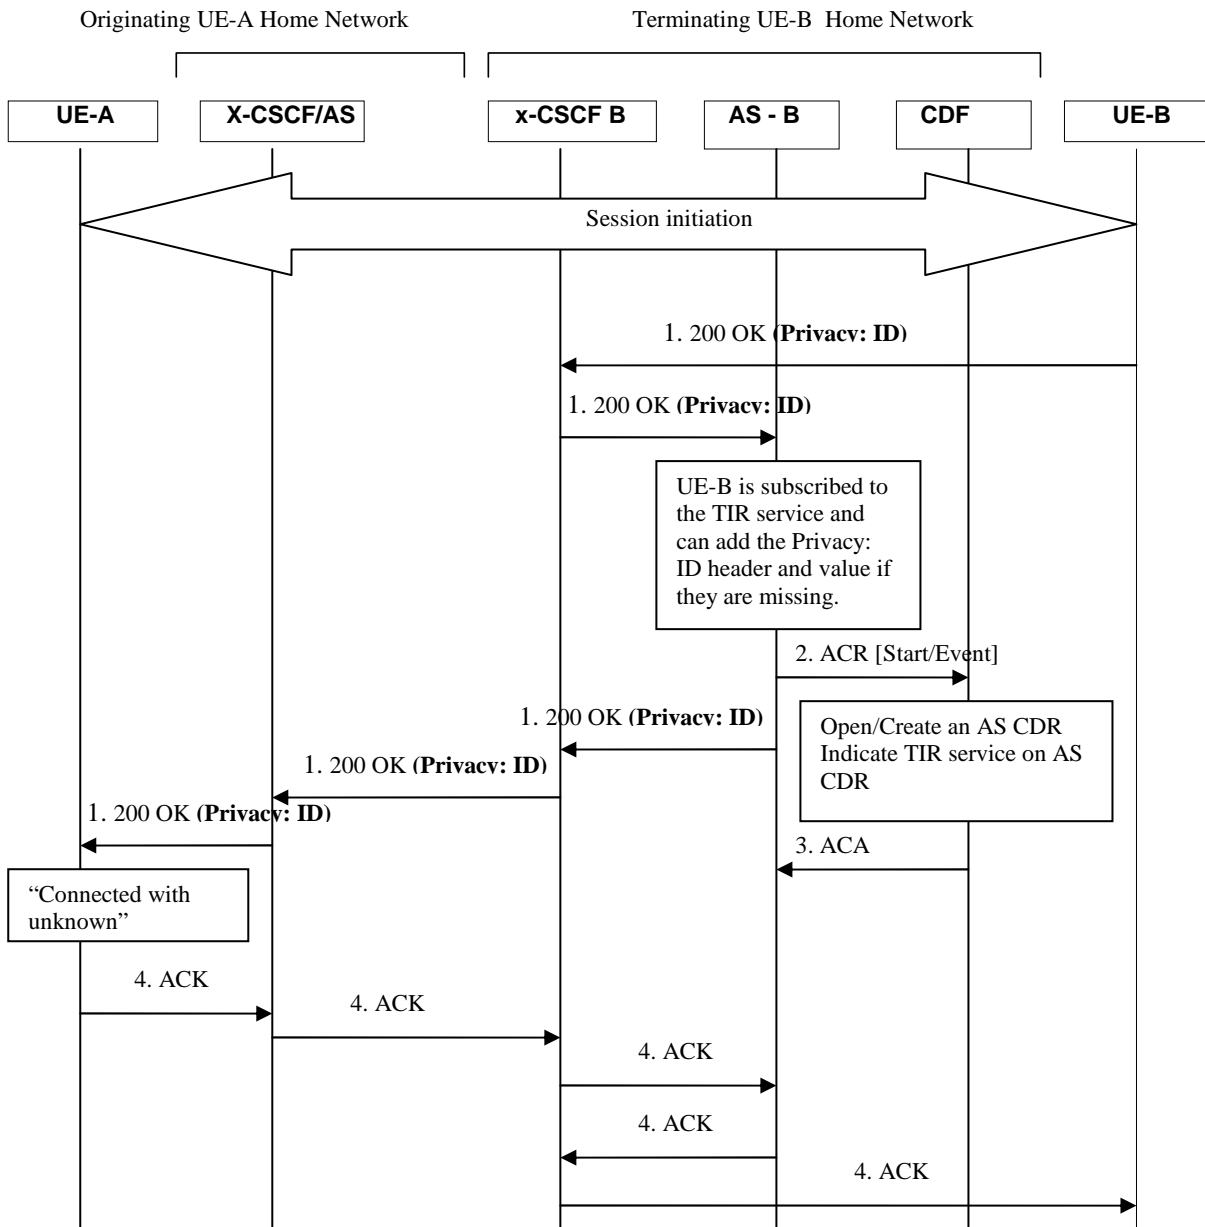 Originating UE-A Home Network
Terminating UE-B Home Network
UE-A
X-CSCF/AS
x-CSCF B
AS - B
CDF
UE-B
Session initiation
1. 200 OK (Privacy: ID)
1. 200 OK (Privacy: ID)
UE-B is subscribed to
the TIR service and
can add the Privacy:
ID header and value if
they are missing.
2. ACR [Start/Event]
1. 200 OK (Privacy: ID)
Open/Create an AS CDR
Indicate TIR service on AS
CDR
1. 200 OK (Privacy: ID)
1. 200 OK (Privacy: ID)
3. ACA
“Connected with
unknown”
4. ACK
4. ACK
4. ACK
4. ACK
4. ACK